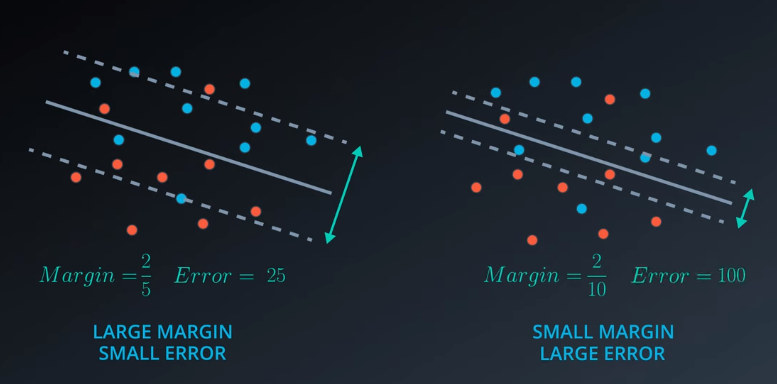 Margin = 2/5 Error = 25
Margin = 2/10 Error = 100
LARGE MARGIN
SMALL ERROR
SMALL MARGIN
LARGE ERROR